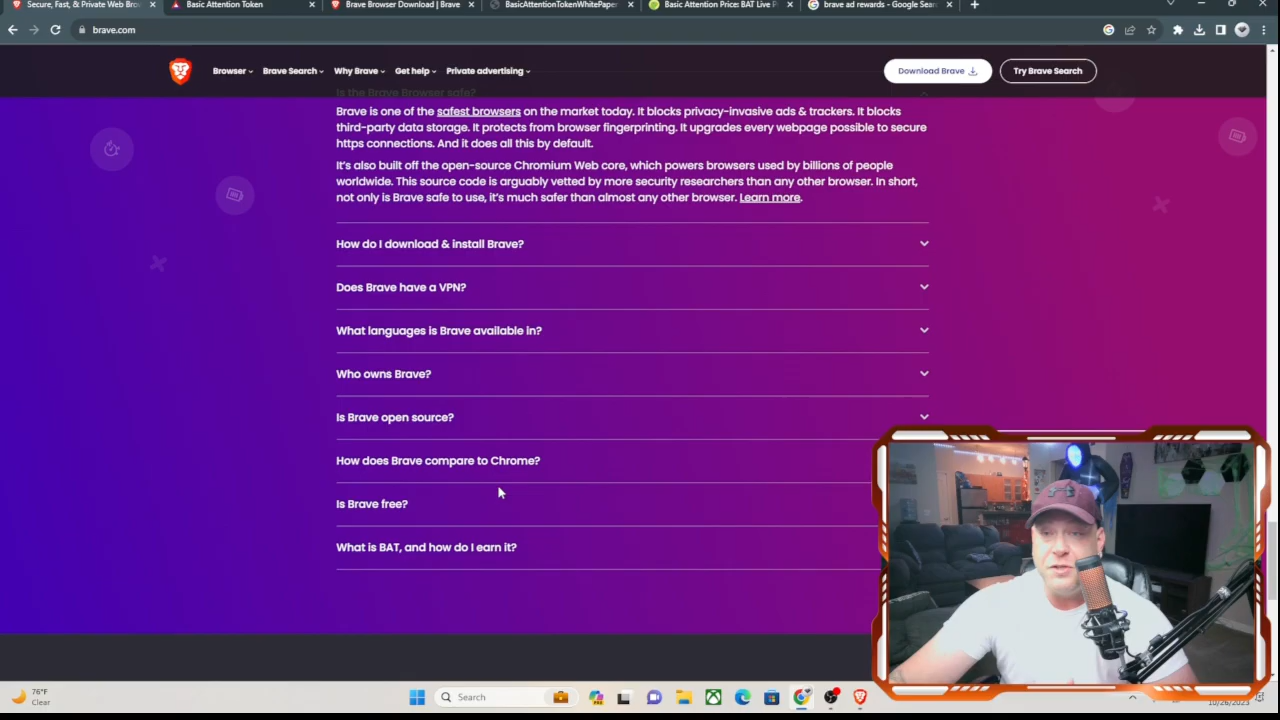 Secure, Fast, & Private Web Brow
Basic Attention Token
Brave Browser Download | Brave
BasicAttentionTokenWhitePaper
Basic Attention Price: BAT Live P
brave ad rewards - Google Sear
brave.com
Browser
Brave Search
Why Brave
Get help
Private advertising
Download Brave
Try Brave Search
Is the Brave Browser safe?
Brave is one of the safest browsers on the market today. It blocks privacy-invasive ads & trackers. It blocks
third-party data storage. It protects from browser fingerprinting. It upgrades every webpage possible to secure
https connections. And it does all this by default.
It's also built off the open-source Chromium Web core, which powers browsers used by billions of people
worldwide. This source code is arguably vetted by more security researchers than any other browser. In short,
not only is Brave safe to use, it's much safer than almost any other browser. Learn more.
How do I download & install Brave?
Does Brave have a VPN?
What languages is Brave available in?
Who owns Brave?
Is Brave open source?
How does Brave compare to Chrome?
Is Brave free?
What is BAT, and how do I earn it?
76°F
Clear
Search
10/26/2023